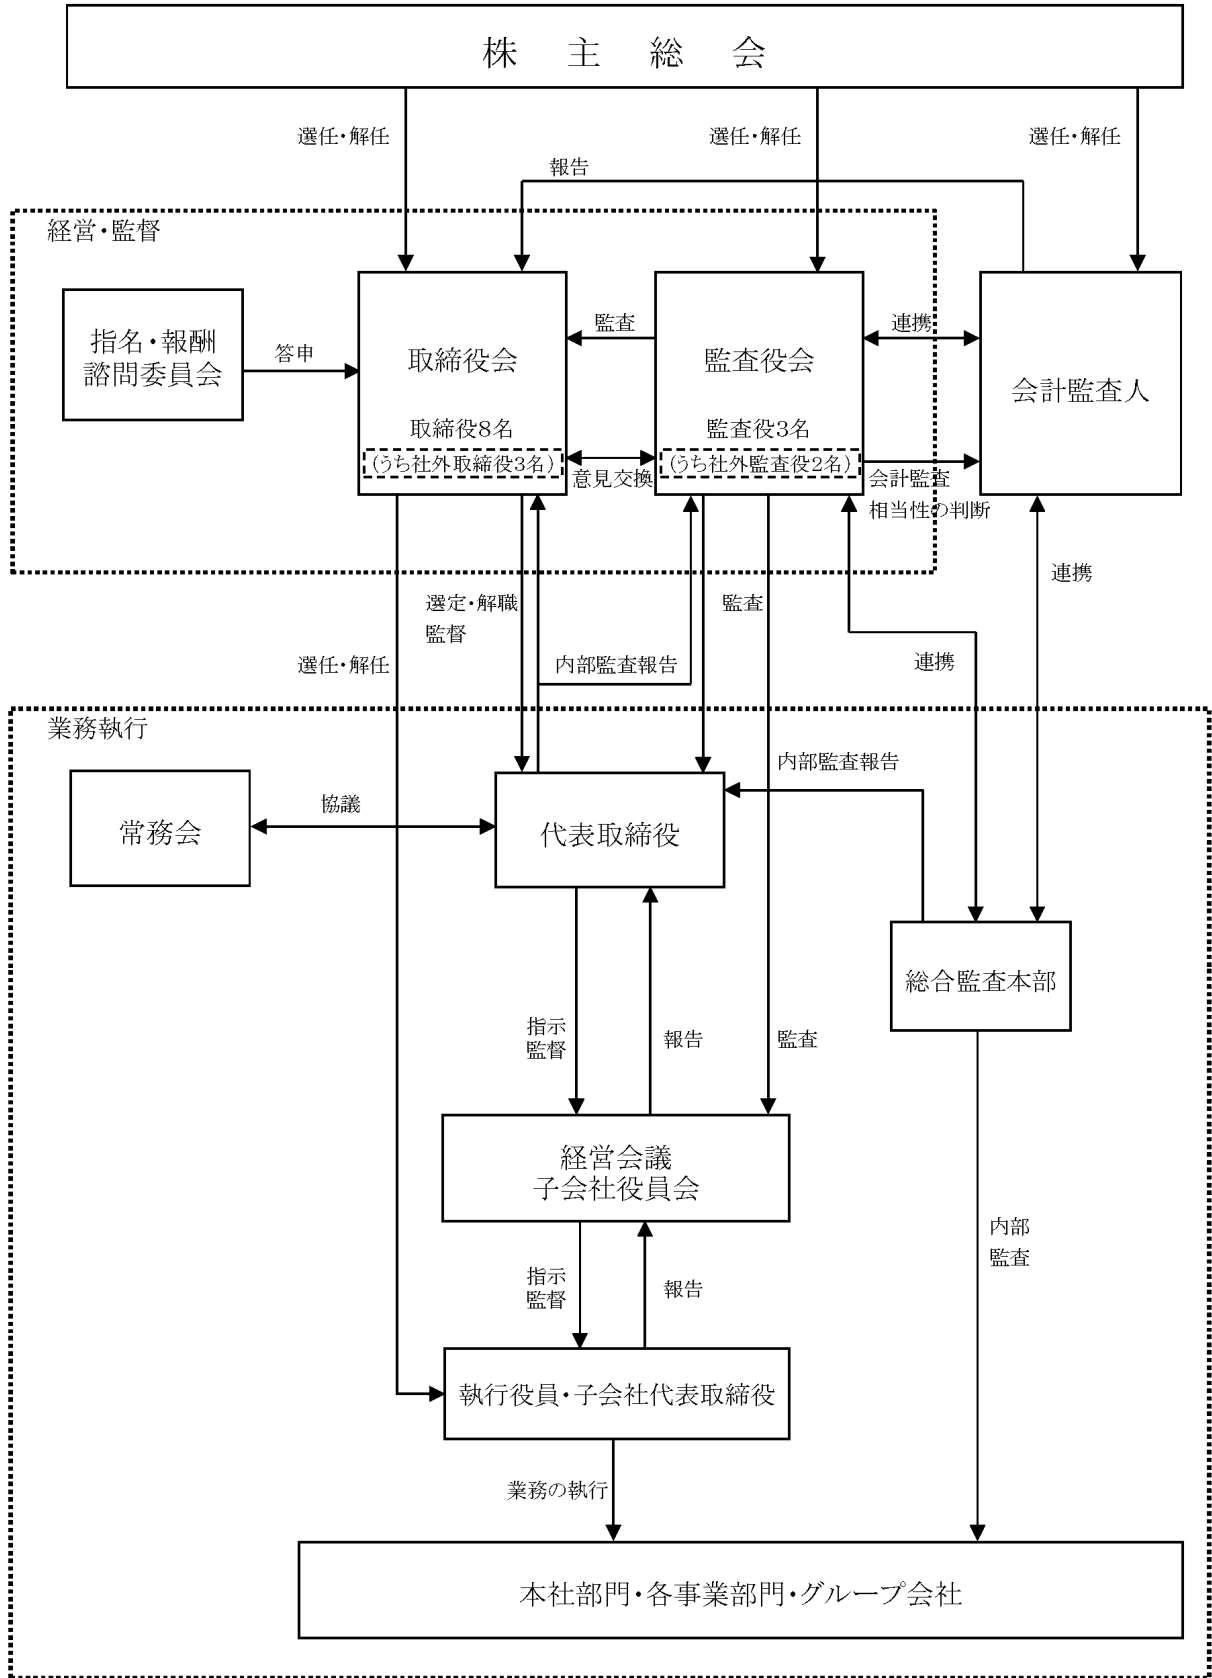 株主総会
選任・解任
選任・解任
選任・解任
報告
経営・監督
指名・報酬
諮問委員会
答申
取締役会
取締役8名
(うち社外取締役3名)
監査
意見交換
監査役会
監査役3名
(うち社外監査役2名)
連携
会計監査
相当性の判断
会計監査人
選定・解職
監督
監査
連携
選任・解任
内部監査報告
連携
業務執行
常務会
協議
代表取締役
内部監査報告
総合監査本部
指示
監督
報告
監査
経営会議
子会社役員会
内部
監査
指示
監督
報告
執行役員・子会社代表取締役
業務の執行
本社部門・各事業部門・グループ会社